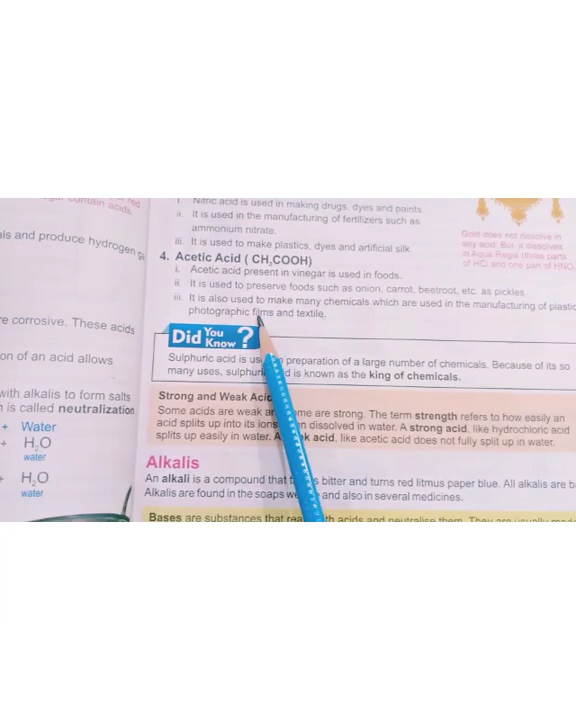 contain acids.
als and produce hydrogen
re corrosive. These acids
on of an acid allows
with alkalis to form salts
n is called neutralization
+ Water
+ H₂O
water
+ H₂O
water
i. Nitric acid is used in making drugs, dyes and paints
ii. It is used in the manufacturing of fertilizers such as
ammonium nitrate.
iii. It is used to make plastics, dyes and artificial silk
4. Acetic Acid ( CH₃COOH)
i. Acetic acid present in vinegar is used in foods.
ii. It is used to preserve foods such as onion, carrot, beetroot, etc. as pickles.
iii. It is also used to make many chemicals which are used in the manufacturing of plastic
photographic films and textile.
Gold does not dissolve in
any acid. But it dissolves
in Aqua Regia (three parts
of HCl and one part of HNO₃
Did You Know ?
Sulphuric acid is preparation of a large number of chemicals. Because of its so
many uses, sulphuric is known as the king of chemicals.
Strong and Weak Acid
Some acids are weak some are strong. The term strength refers to how easily an
acid splits up into its ions dissolved in water. A strong acid, like hydrochloric acid
splits up easily in water. A acid, like acetic acid does not fully split up in water.
Alkalis
An alkali is a compound that bitter and turns red litmus paper blue. All alkalis are
Alkalis are found in the soaps we and also in several medicines.
Bases are substances that with acids and neutralise them. They are usually